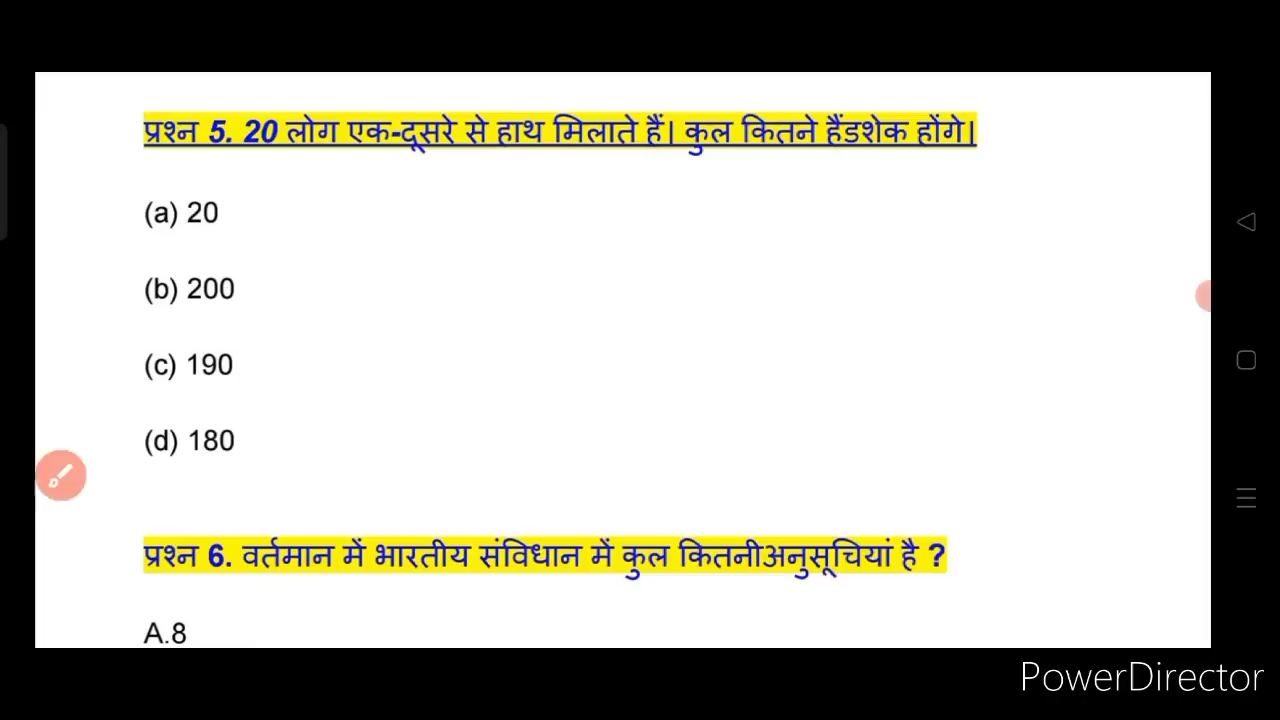 प्रश्न 5. 20 लोग एक-दूसरे से हाथ मिलाते हैं। कुल कितने हैंडशेक होंगे।
(a) 20
(b) 200
(c) 190
(d) 180
प्रश्न 6. वर्तमान में भारतीय संविधान में कुल कितनीअनुसूचियां है ?
A.8
PowerDirector